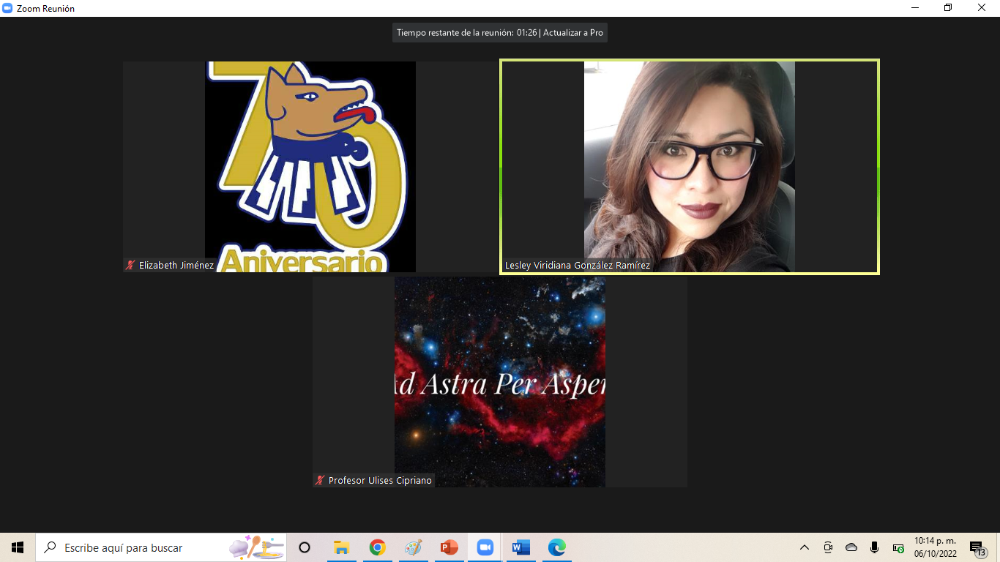 Zoom Reunión
Tiempo restante de la reunión: 01:26 | Actualizar a Pro
70
Aniversario
Elizabeth Jiménez
Lesley Viridiana González Ramírez
Ad Astra Per Asper
Profesor Ulises Cipriano
Escribe aquí para buscar
10:14 p. m.
06/10/2022
13